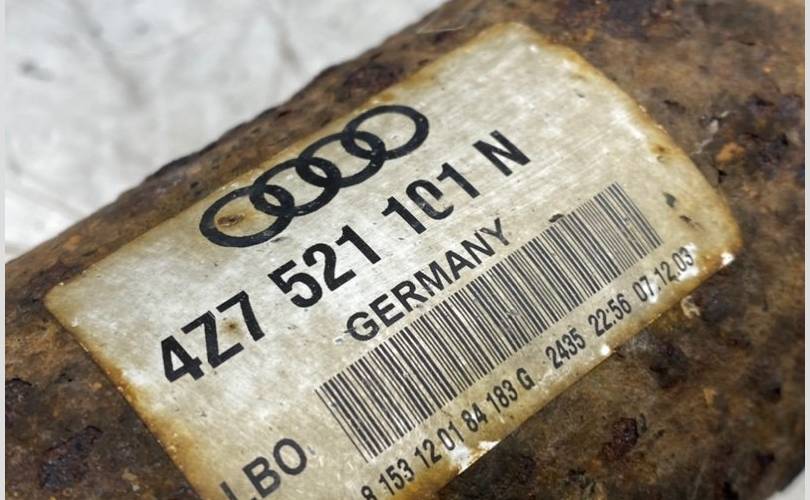 4Z7 521 101 N
GERMANY
8 153 12 01 84 183 G 2435 22:56 07.12.03
LBO